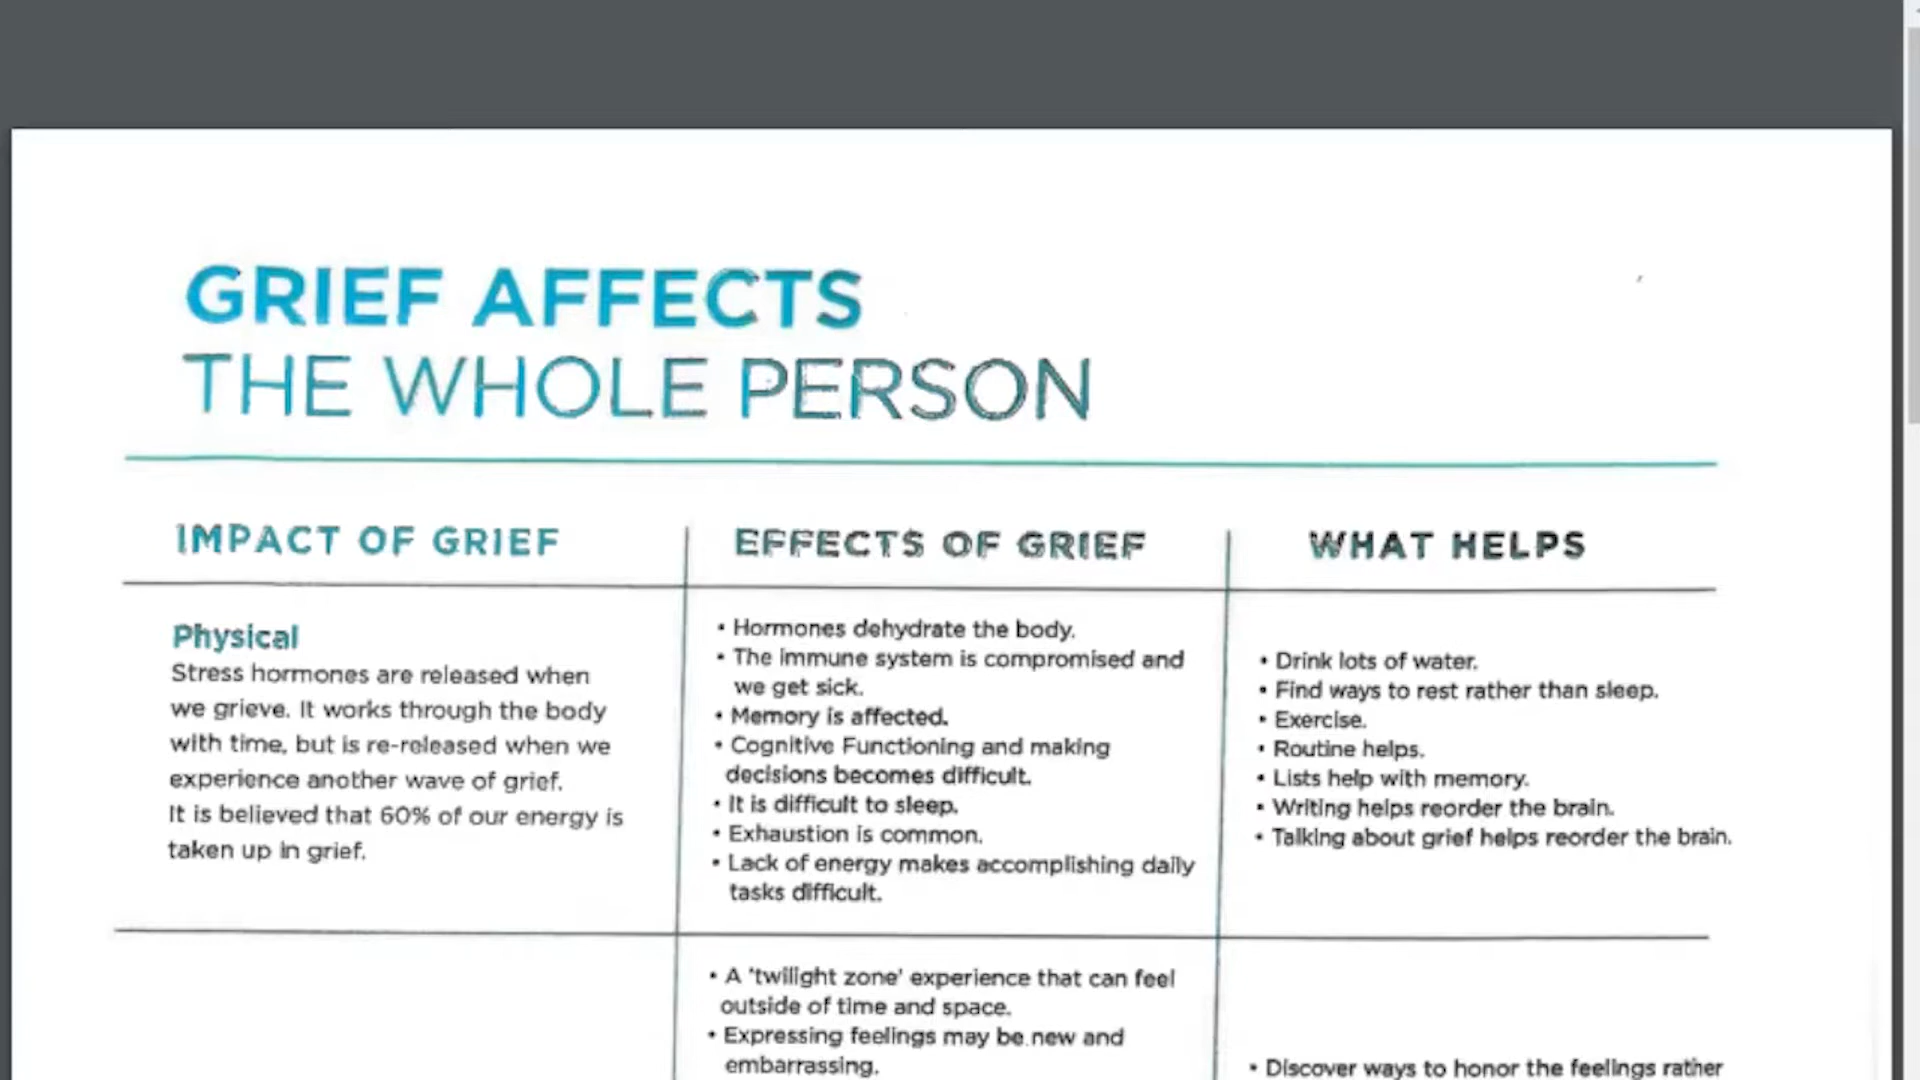 GRIEF AFFECTS
THE WHOLE PERSON
IMPACT OF GRIEF
EFFECTS OF GRIEF
WHAT HELPS
Physical
Stress hormones are released when
we grieve. It works through the body
with time, but is re-released when we
experience another wave of grief.
It is believed that 60% of our energy is
taken up in grief.
• Hormones dehydrate the body.
• The immune system is compromised and
we get sick.
• Memory is affected.
• Cognitive Functioning and making
decisions becomes difficult.
• It is difficult to sleep.
• Exhaustion is common.
• Lack of energy makes accomplishing daily
tasks difficult.
• Drink lots of water.
• Find ways to rest rather than sleep.
• Exercise.
• Routine helps.
• Lists help with memory.
• Writing helps reorder the brain.
• Talking about grief helps reorder the brain.
• A 'twilight zone' experience that can feel
outside of time and space.
• Expressing feelings may be new and
embarrassing.
• Discover ways to honor the feelings rather